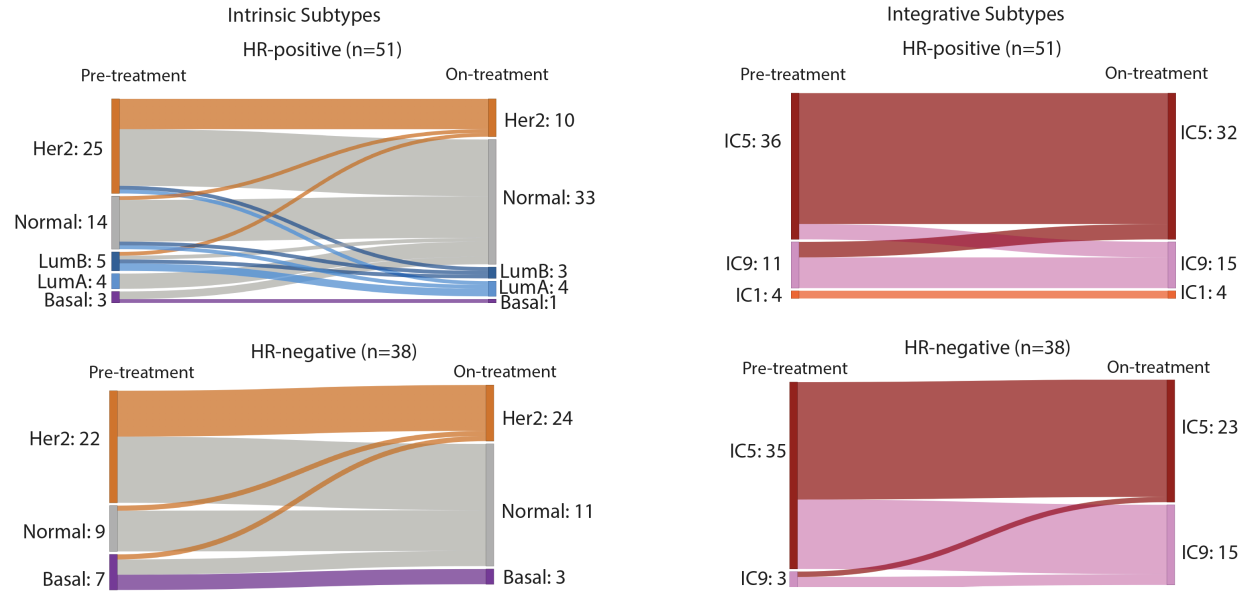 Intrinsic Subtypes
HR-positive (n=51)
Pre-treatment
On-treatment
Her2: 25
Normal: 14
LumB: 5
LumA: 4
Basal: 3
Her2: 10
Normal: 33
LumB: 3
LumA: 4
Basal:1
HR-negative (n=38)
Pre-treatment
On-treatment
Her2: 22
Normal: 9
Basal: 7
Her2: 24
Normal: 11
Basal: 3
Integrative Subtypes
HR-positive (n=51)
Pre-treatment
On-treatment
IC5: 36
IC9: 11
IC1: 4
IC5: 32
IC9: 15
IC1: 4
HR-negative (n=38)
Pre-treatment
On-treatment
IC5: 35
IC9: 3
IC5: 23
IC9: 15